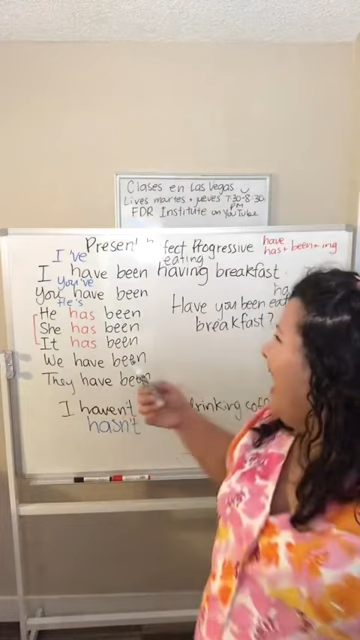 Clases en Las Vegas
Lives martes + jueves 7:30-8:30 PM
FDR Institute on YouTube
Present Perfect Progressive
have
has + been + ing
I've
eating
I have been having breakfast
You've
You have been
He's
He has been
She has been
It has been
We have been
They have been
Have you been
breakfast?
I haven't drinking
hasn't